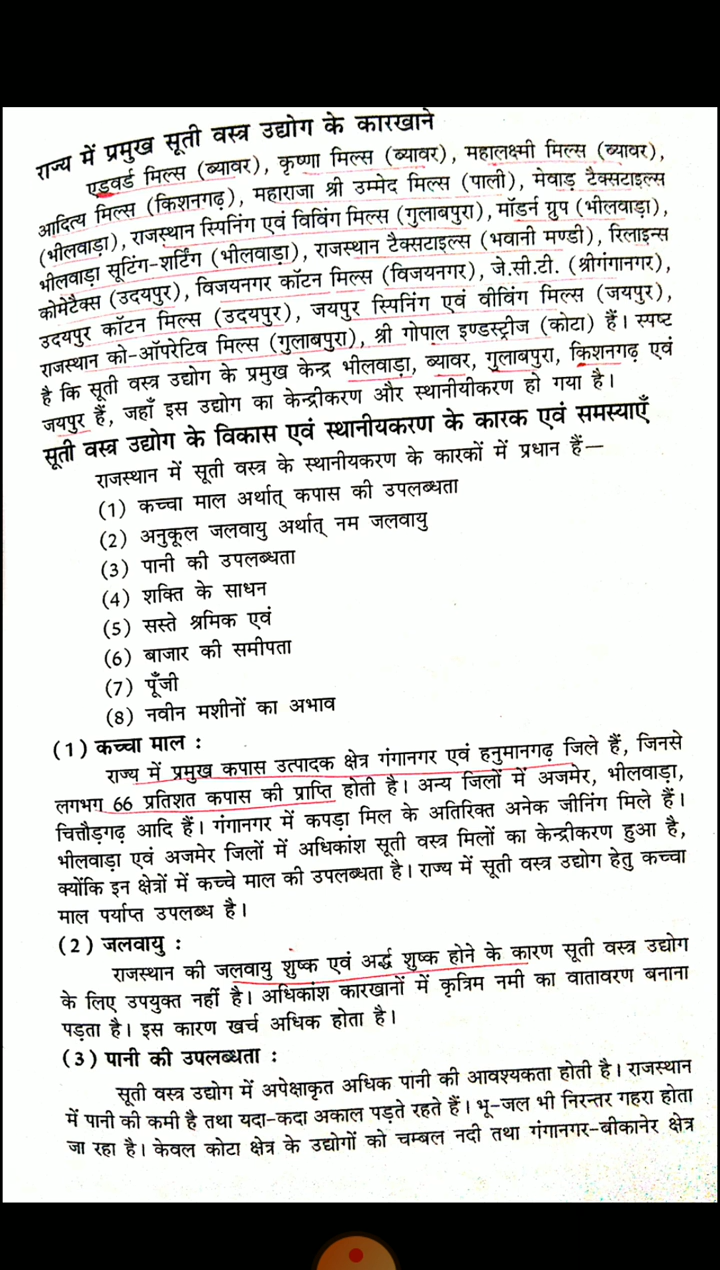 राज्य में प्रमुख सूती वस्त्र उद्योग के कारखाने
एडवर्ड मिल्स (ब्यावर), कृष्णा मिल्स (ब्यावर), महालक्ष्मी मिल्स (ब्यावर),
आदित्य मिल्स (किशनगढ़), महाराजा श्री उम्मेद मिल्स (पाली), मेवाड़ टैक्सटाइल्स
(भीलवाड़ा), राजस्थान स्पिनिंग एवं विविंग मिल्स (गुलाबपुरा), मॉडर्न ग्रुप (भीलवाड़ा),
भीलवाड़ा सूटिंग-शर्टिंग (भीलवाड़ा), राजस्थान टैक्सटाइल्स (भवानी मण्डी), रिलाइन्स
कोमेटैक्स (उदयपुर), विजयनगर कॉटन मिल्स (विजयनगर), जे.सी.टी. (श्रीगंगानगर),
उदयपुर कॉटन मिल्स (उदयपुर), जयपुर स्पिनिंग एवं वीविंग मिल्स (जयपुर),
राजस्थान को-ऑपरेटिव मिल्स (गुलाबपुरा), श्री गोपाल इण्डस्ट्रीज (कोटा) हैं। स्पष्ट
है कि सूती वस्त्र उद्योग के प्रमुख केन्द्र भीलवाड़ा, ब्यावर, गुलाबपुरा, किशनगढ़ एवं
जयपुर हैं, जहाँ इस उद्योग का केन्द्रीकरण और स्थानीयीकरण हो गया है।
सूती वस्त्र उद्योग के विकास एवं स्थानीयकरण के कारक एवं समस्याएँ
राजस्थान में सूती वस्त्र के स्थानीयकरण के कारकों में प्रधान हैं—
(1) कच्चा माल अर्थात् कपास की उपलब्धता
(2) अनुकूल जलवायु अर्थात् नम जलवायु
(3) पानी की उपलब्धता
(4) शक्ति के साधन
(5) सस्ते श्रमिक एवं
(6) बाजार की समीपता
(7) पूँजी
(8) नवीन मशीनों का अभाव
(1) कच्चा माल :
राज्य में प्रमुख कपास उत्पादक क्षेत्र गंगानगर एवं हनुमानगढ़ जिले हैं, जिनसे
लगभग 66 प्रतिशत कपास की प्राप्ति होती है। अन्य जिलों में अजमेर, भीलवाड़ा,
चित्तौड़गढ़ आदि हैं। गंगानगर में कपड़ा मिल के अतिरिक्त अनेक जीनिंग मिले हैं।
भीलवाड़ा एवं अजमेर जिलों में अधिकांश सूती वस्त्र मिलों का केन्द्रीकरण हुआ है,
क्योंकि इन क्षेत्रों में कच्चे माल की उपलब्धता है। राज्य में सूती वस्त्र उद्योग हेतु कच्चा
माल पर्याप्त उपलब्ध है।
(2) जलवायु :
राजस्थान की जलवायु शुष्क एवं अर्द्ध शुष्क होने के कारण सूती वस्त्र उद्योग
के लिए उपयुक्त नहीं है। अधिकांश कारखानों में कृत्रिम नमी का वातावरण बनाना
पड़ता है। इस कारण खर्च अधिक होता है।
(3) पानी की उपलब्धता :
सूती वस्त्र उद्योग में अपेक्षाकृत अधिक पानी की आवश्यकता होती है। राजस्थान
में पानी की कमी है तथा यदा-कदा अकाल पड़ते रहते हैं। भू-जल भी निरन्तर गहरा होता
जा रहा है। केवल कोटा क्षेत्र के उद्योगों को चम्बल नदी तथा गंगानगर-बीकानेर क्षेत्र